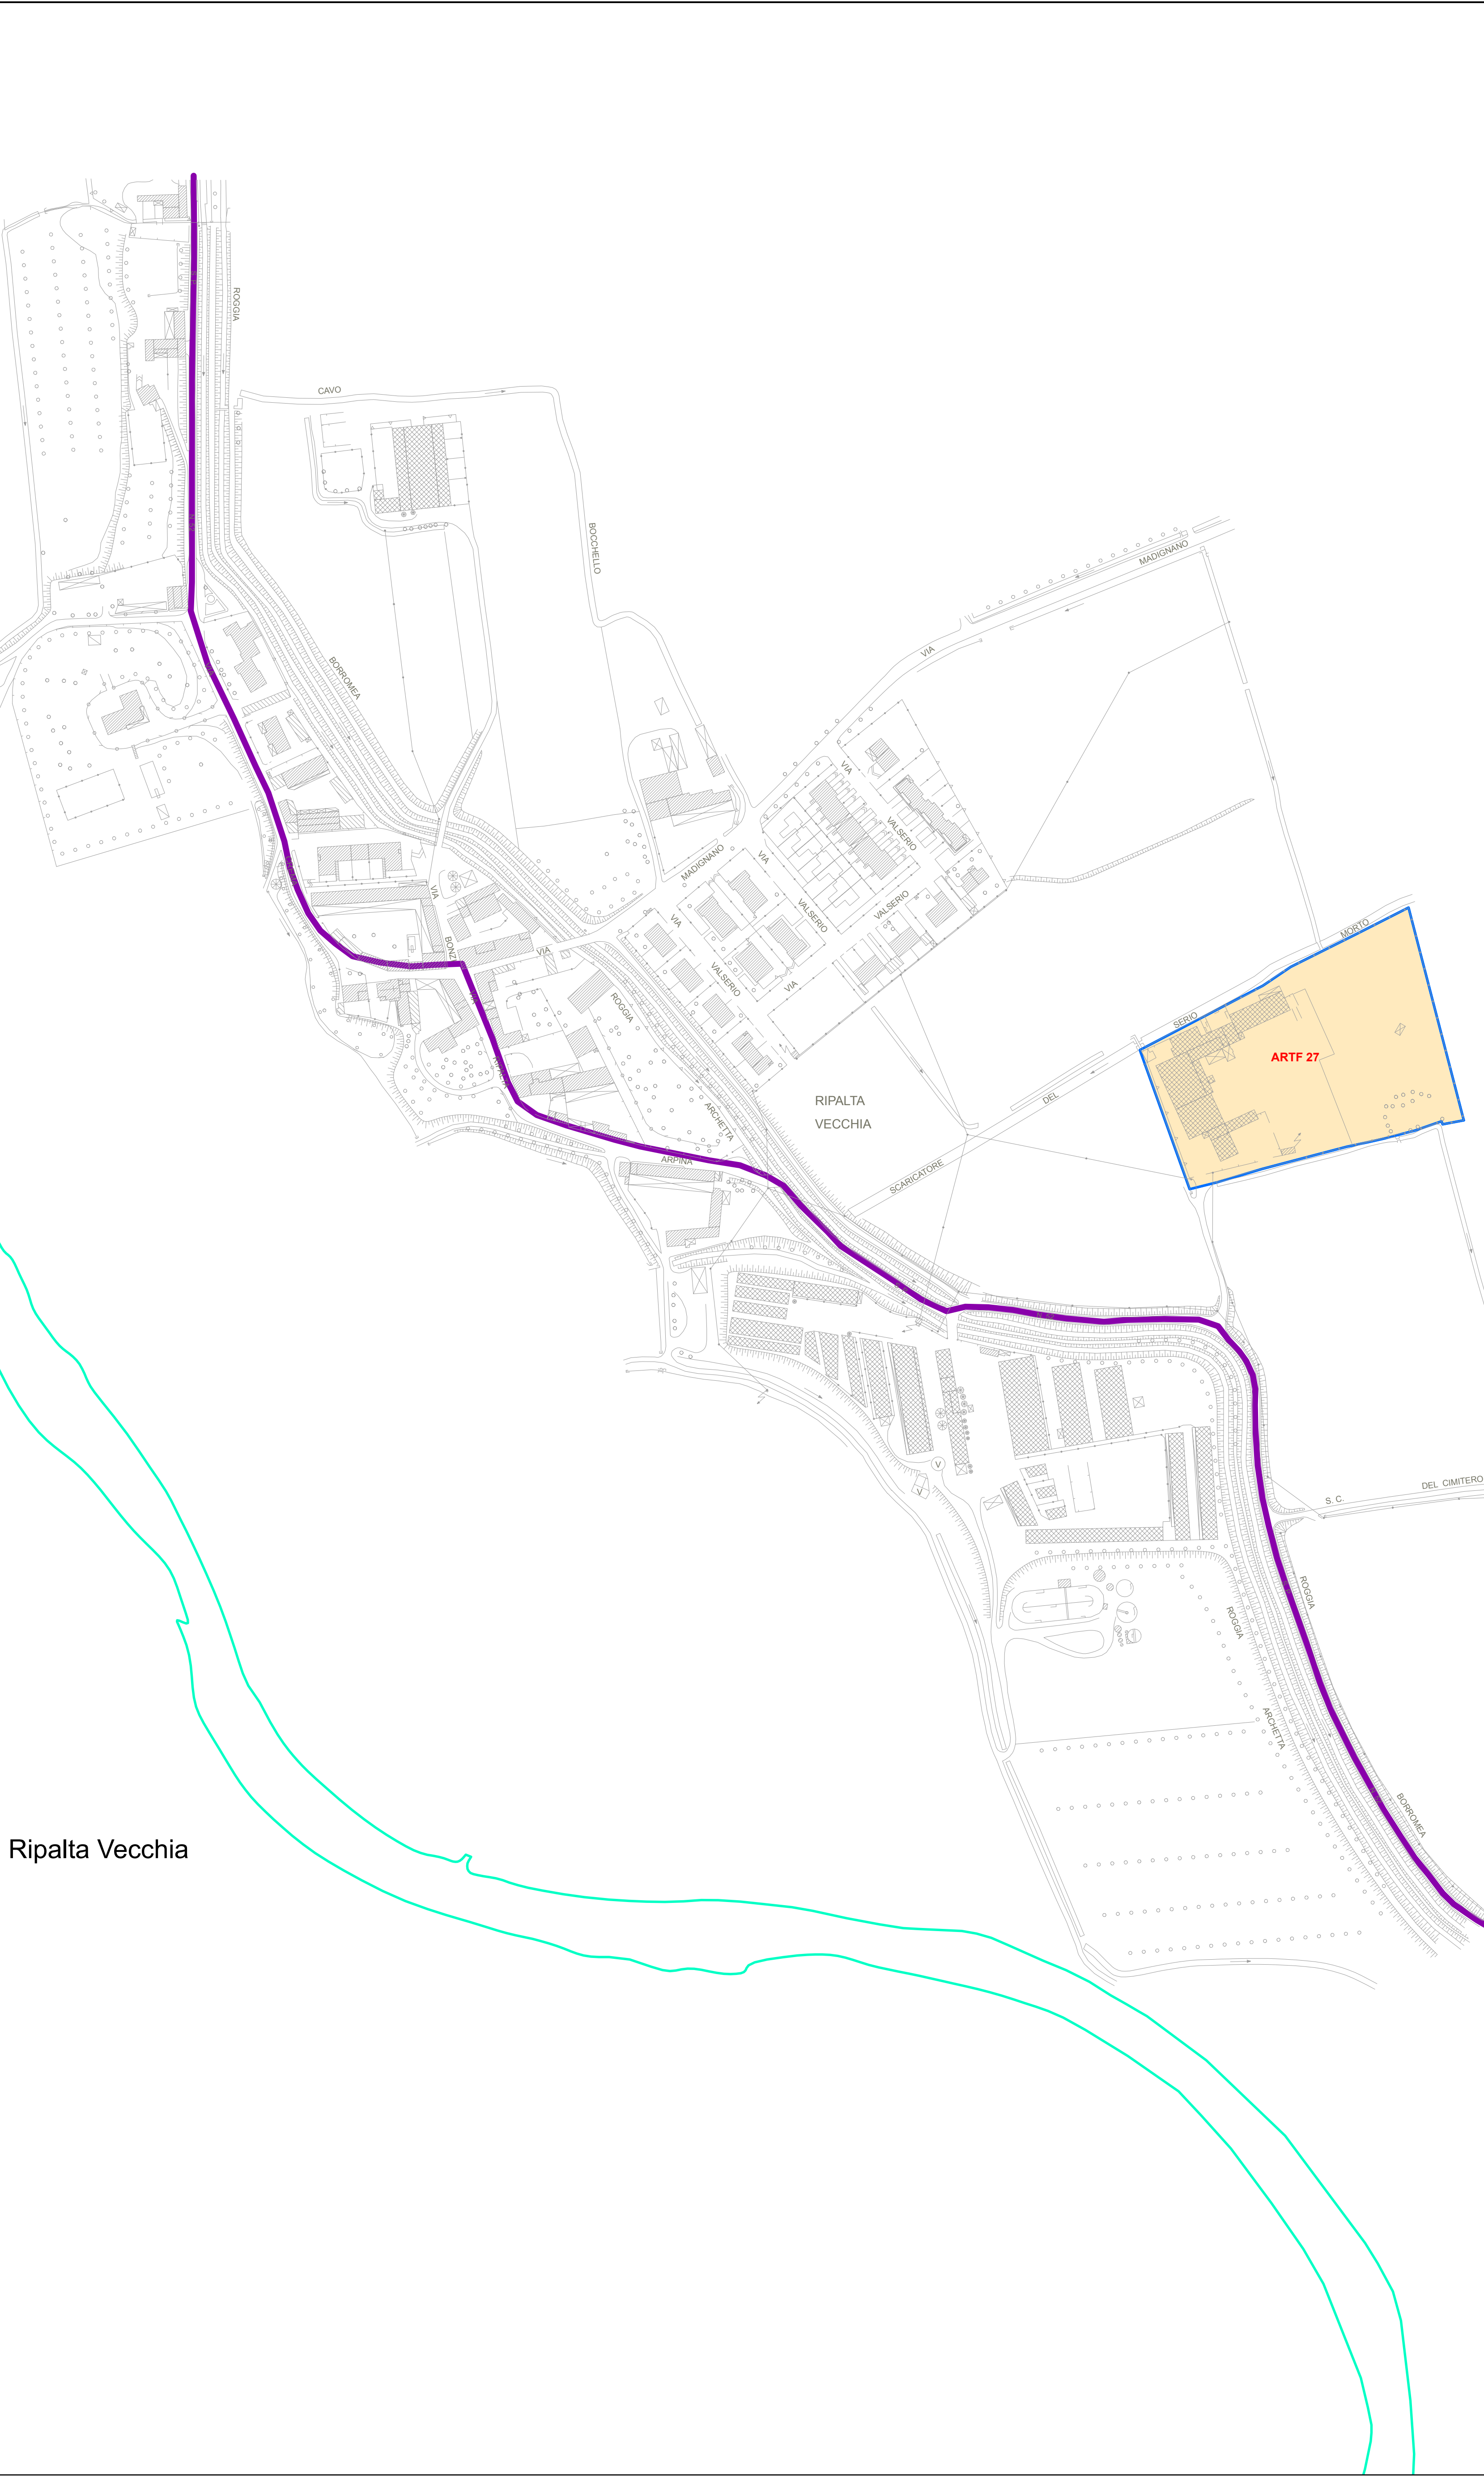 ROGGIA
CAVO
BOCCHELLO
MADIGNANO
VIA
BORROMEA
VIA
VALSERIO
MADIGNANO
VIA
VALSERIO
VALSERIO
VIA
BONZI
VIA
VIA
VALSERIO
VIA
MORTO
SERIO
ARTF 27
ROGGIA
RIPALTA
ARCHETTA
DEL
RIPALTA
VECCHIA
ARPINA
SCARICATORE
V
V
S. C.
DEL CIMITERO
ROGGIA
ROGGIA
ARCHETTA
BORROMEA
Ripalta Vecchia